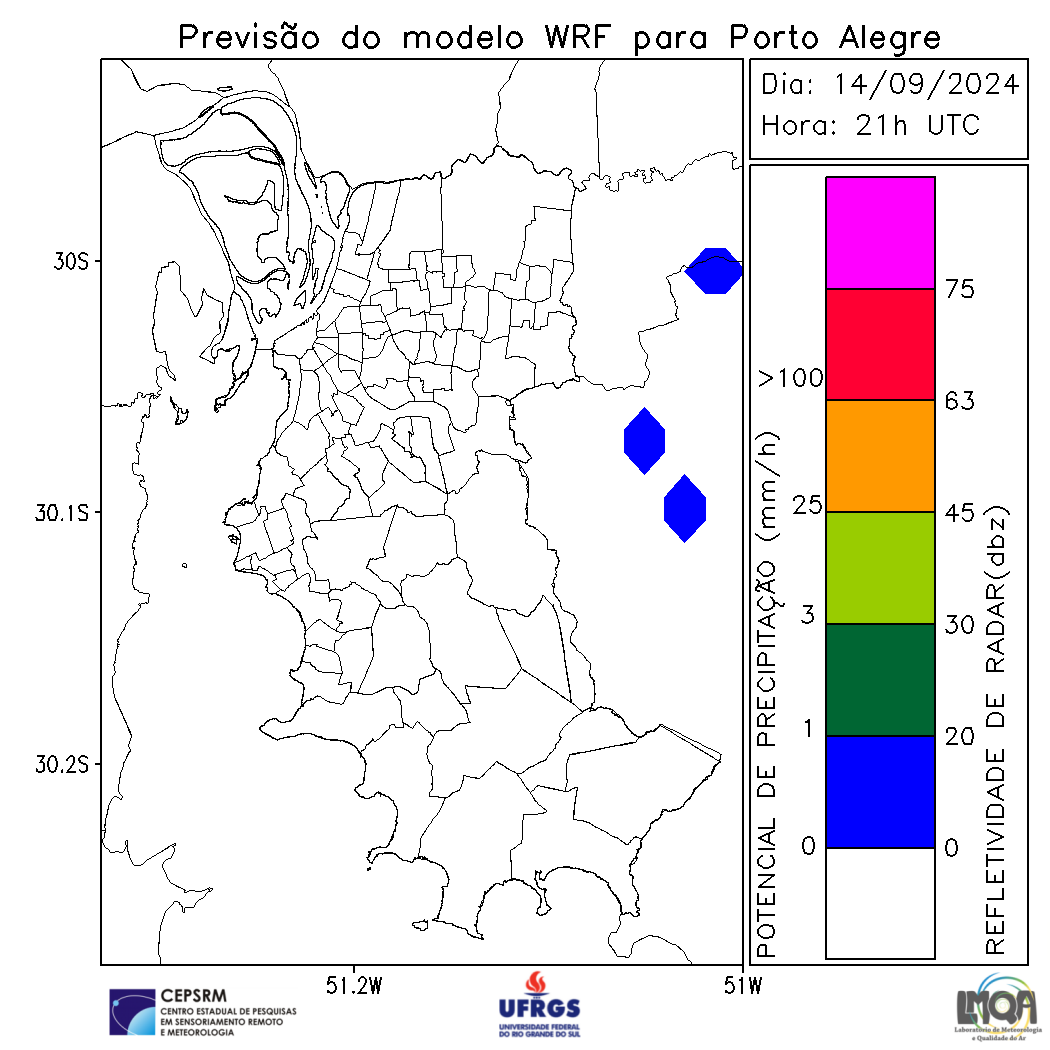 Previsão do modelo WRF para Porto Alegre
Dia: 14/09/2024
Hora: 21h UTC
30S
30.1S
30.2S
51.2W
51W
POTENCIAL DE PRECIPITAÇÃO (mm/h)
>100
25
3
1
0
75
63
45
30
20
0
REFLETIVIDADE DE RADAR(dbz)
CEPSRM
CENTRO ESTADUAL DE PESQUISAS
EM SENSORIAMENTO REMOTO
E METEOROLOGIA
UFRGS
UNIVERSIDADE FEDERAL
DO RIO GRANDE DO SUL
LMQA
Laboratório de Meteorologia
e Qualidade do Ar